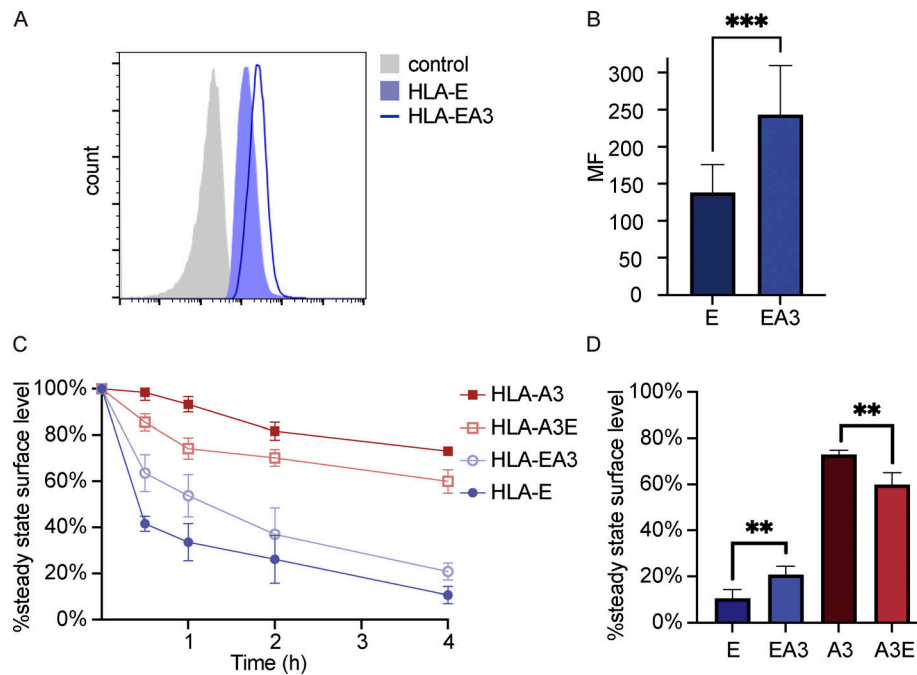 A
control
HLA-E
HLA-EA3
count
B
***
MF
300
250
200
150
100
50
0
E EA3
C
%steady state surface level
100%
80%
60%
40%
20%
0%
1 2 3 4
Time (h)
HLA-A3
HLA-A3E
HLA-EA3
HLA-E
D
%steady state surface level
100%
80%
60%
40%
20%
0%
**
**
E EA3 A3 A3E